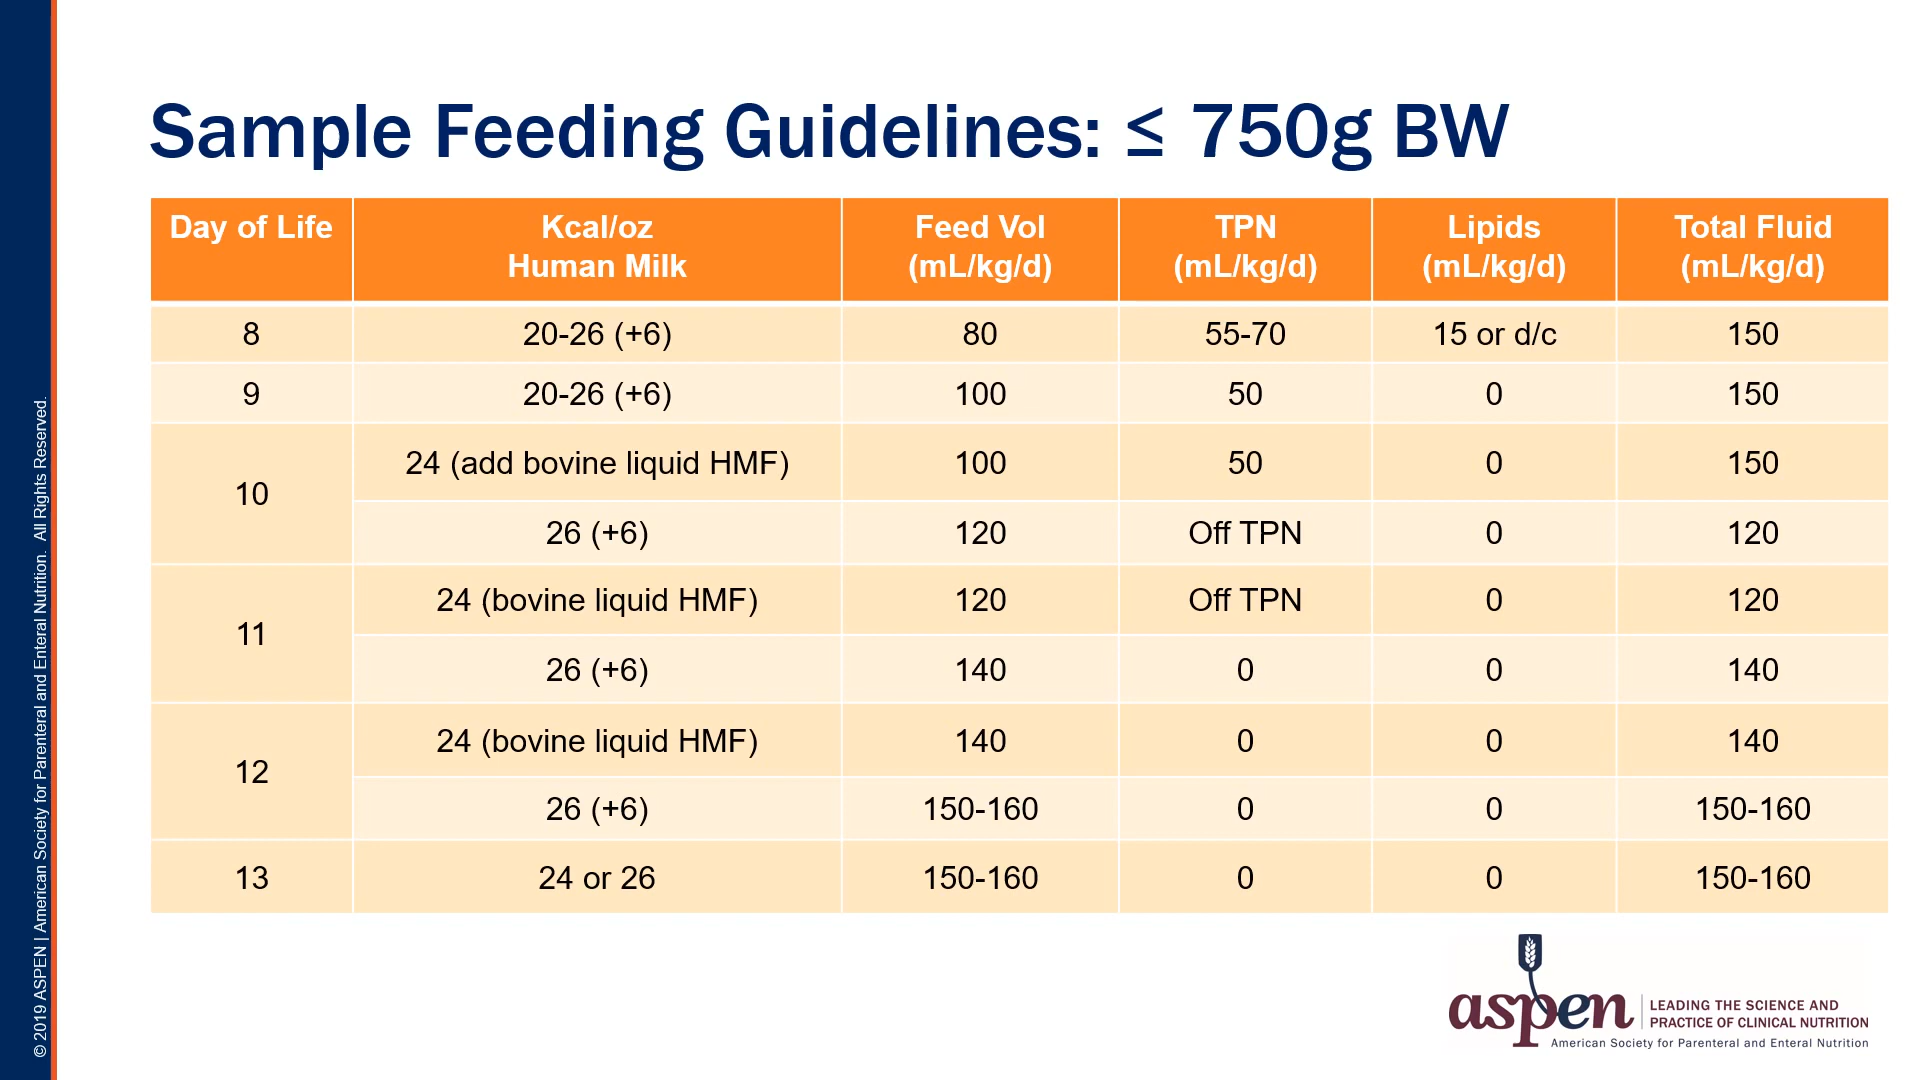 Sample Feeding Guidelines: ≤ 750g BW
Day of Life Kcal/oz Human Milk Feed Vol (mL/kg/d) TPN (mL/kg/d) Lipids (mL/kg/d) Total Fluid (mL/kg/d)
8 20-26 (+6) 80 55-70 15 or d/c 150
9 20-26 (+6) 100 50 0 150
10 24 (add bovine liquid HMF) 100 50 0 150
26 (+6) 120 Off TPN 0 120
11 24 (bovine liquid HMF) 120 Off TPN 0 120
26 (+6) 140 0 0 140
12 24 (bovine liquid HMF) 140 0 0 140
26 (+6) 150-160 0 0 150-160
13 24 or 26 150-160 0 0 150-160
© 2019 ASPEN | American Society for Parenteral and Enteral Nutrition. All Rights Reserved.
aspen
LEADING THE SCIENCE AND
PRACTICE OF CLINICAL NUTRITION
American Society for Parenteral and Enteral Nutrition